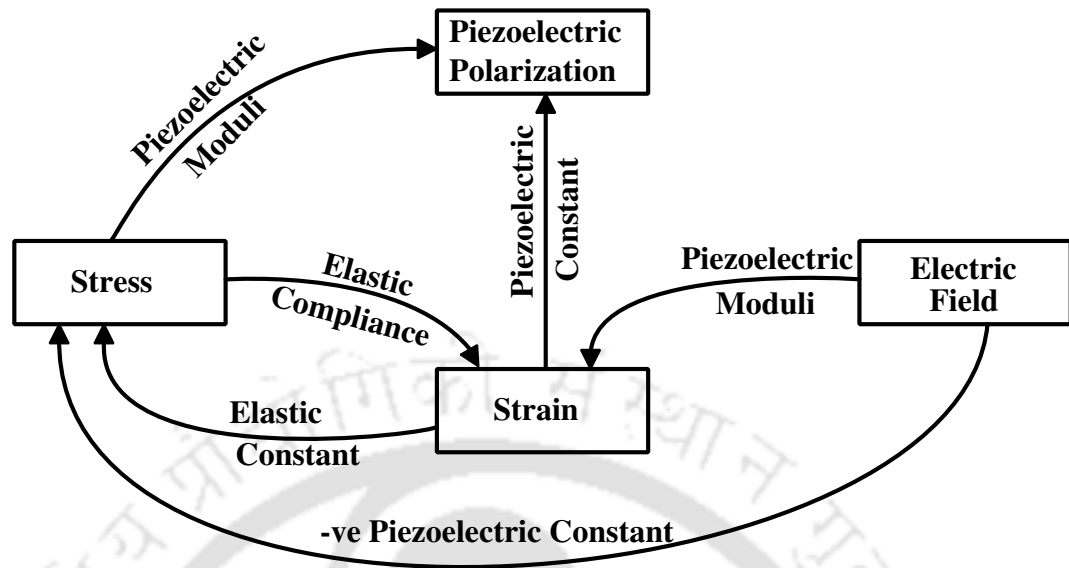 Piezoelectric
Polarization
Piezoelectric
Moduli
Piezoelectric
Constant
Stress
Elastic
Compliance
Piezoelectric
Moduli
Electric
Field
Strain
Elastic
Constant
-ve Piezoelectric Constant